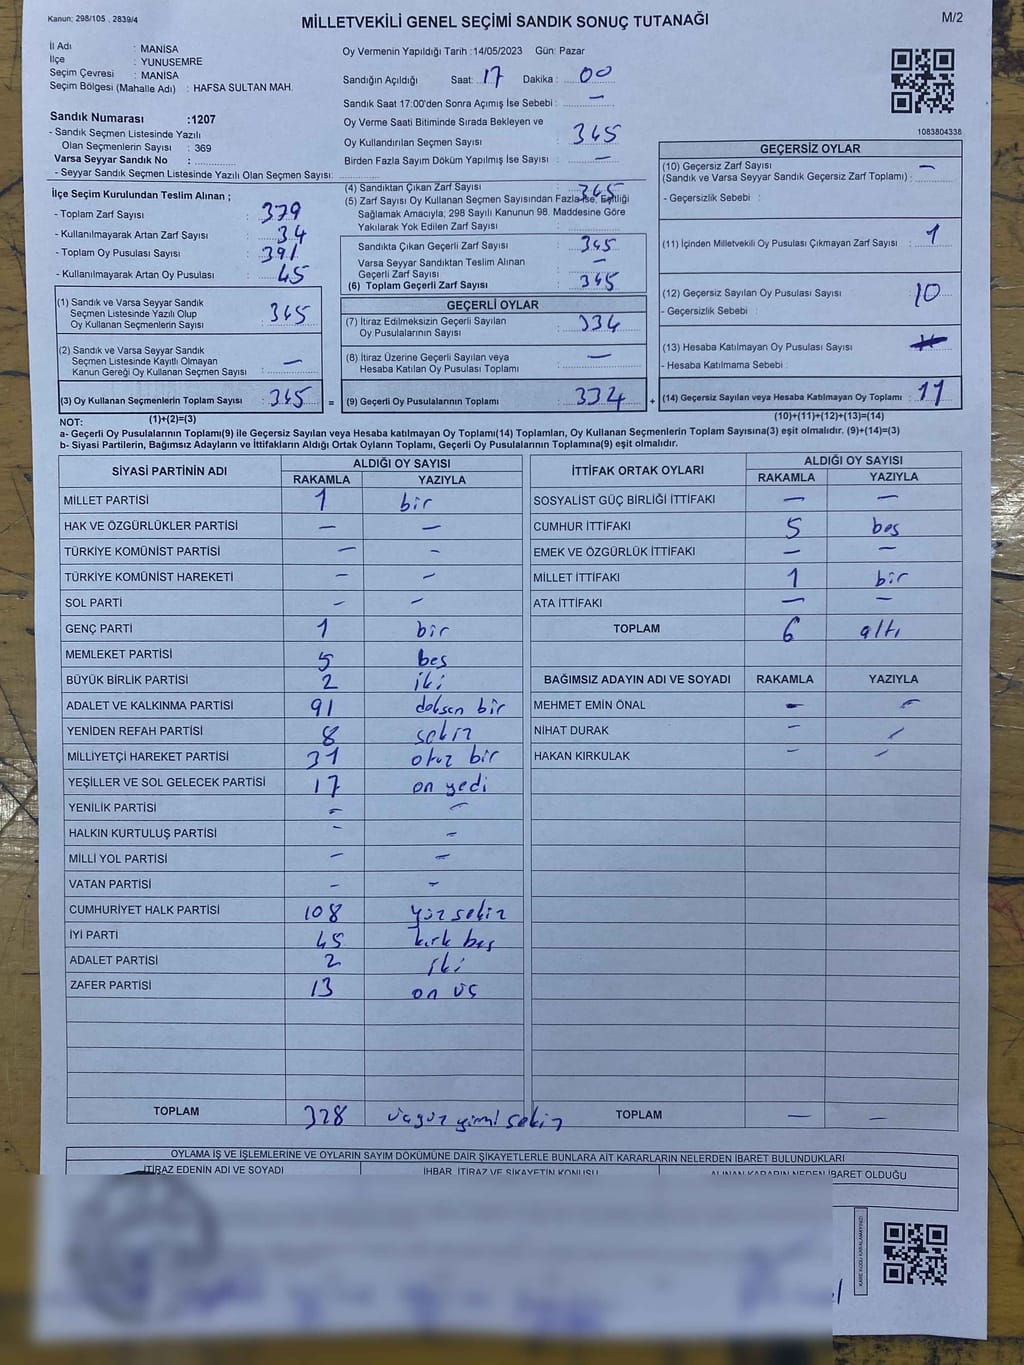 Kanun: 298/105 , 2839/4
MİLLETVEKİLİ GENEL SEÇİMİ SANDIK SONUÇ TUTANAĞI
M/2
İl Adı : MANİSA
İlçe : YUNUSEMRE
Seçim Çevresi : MANİSA
Seçim Bölgesi (Mahalle Adı) : HAFSA SULTAN MAH.
Sandık Numarası :1207
- Sandık Seçmen Listesinde Yazılı
Olan Seçmenlerin Sayısı : 369
Varsa Seyyar Sandık No :
- Seyyar Sandık Seçmen Listesinde Yazılı Olan Seçmen Sayısı:
Oy Vermenin Yapıldığı Tarih :14/05/2023 Gün: Pazar
Sandığın Açıldığı Saat: 17 Dakika : 00
Sandık Saat 17:00'den Sonra Açımış İse Sebebi : —
Oy Verme Saati Bitiminde Sırada Bekleyen ve
Oy Kullandırılan Seçmen Sayısı : 345
Birden Fazla Sayım Döküm Yapılmış İse Sayısı : —
1083804338
İlçe Seçim Kurulundan Teslim Alınan ;
- Toplam Zarf Sayısı : 379
- Kullanılmayarak Artan Zarf Sayısı : 34
- Toplam Oy Pusulası Sayısı : 391
- Kullanılmayarak Artan Oy Pusulası : 45
(1) Sandık ve Varsa Seyyar Sandık
Seçmen Listesinde Yazılı Olup
Oy Kullanan Seçmenlerin Sayısı : 345
(2) Sandık ve Varsa Seyyar Sandık
Seçmen Listesinde Kayıtlı Olmayan
Kanun Gereği Oy Kullanan Seçmen Sayısı : —
(3) Oy Kullanan Seçmenlerin Toplam Sayısı : 345 =
(4) Sandıktan Çıkan Zarf Sayısı : 345
(5) Zarf Sayısı Oy Kullanan Seçmen Sayısından Fazla ise, Eşitliği
Sağlamak Amacıyla; 298 Sayılı Kanunun 98. Maddesine Göre
Yakılarak Yok Edilen Zarf Sayısı :
Sandıkta Çıkan Geçerli Zarf Sayısı : 345
Varsa Seyyar Sandıktan Teslim Alınan
Geçerli Zarf Sayısı : —
(6) Toplam Geçerli Zarf Sayısı : 345
GEÇERLİ OYLAR
(7) İtiraz Edilmeksizin Geçerli Sayılan
Oy Pusulalarının Sayısı : 334
(8) İtiraz Üzerine Geçerli Sayılan veya
Hesaba Katılan Oy Pusulası Toplamı : —
(9) Geçerli Oy Pusulalarının Toplamı : 334 +
GEÇERSİZ OYLAR
(10) Geçersiz Zarf Sayısı
(Sandık ve Varsa Seyyar Sandık Geçersiz Zarf Toplamı) : —
- Geçersizlik Sebebi :
(11) İçinden Milletvekili Oy Pusulası Çıkmayan Zarf Sayısı : 1
(12) Geçersiz Sayılan Oy Pusulası Sayısı : 10
- Geçersizlik Sebebi :
(13) Hesaba Katılmayan Oy Pusulası Sayısı :
- Hesaba Katılmama Sebebi :
(14) Geçersiz Sayılan veya Hesaba Katılmayan Oy Toplamı : 11
NOT: (1)+(2)=(3) (10)+(11)+(12)+(13)=(14)
a- Geçerli Oy Pusulalarının Toplamı(9) ile Geçersiz Sayılan veya Hesaba katılmayan Oy Toplamı(14) Toplamları, Oy Kullanan Seçmenlerin Toplam Sayısına(3) eşit olmalıdır. (9)+(14)=(3)
b- Siyasi Partilerin, Bağımsız Adayların ve İttifakların Aldığı Ortak Oyların Toplamı, Geçerli Oy Pusulalarının Toplamına(9) eşit olmalıdır.
SİYASİ PARTİNİN ADI ALDIĞI OY SAYISI
RAKAMLA YAZIYLA
MİLLET PARTİSİ 1 bir
HAK VE ÖZGÜRLÜKLER PARTİSİ — —
TÜRKİYE KOMÜNİST PARTİSİ — —
TÜRKİYE KOMÜNİST HAREKETİ — —
SOL PARTİ — —
GENÇ PARTİ 1 bir
MEMLEKET PARTİSİ 5 beş
BÜYÜK BİRLİK PARTİSİ 2 iki
ADALET VE KALKINMA PARTİSİ 91 doksan bir
YENİDEN REFAH PARTİSİ 8 sekiz
MİLLİYETÇİ HAREKET PARTİSİ 31 otuz bir
YEŞİLLER VE SOL GELECEK PARTİSİ 17 on yedi
YENİLİK PARTİSİ — —
HALKIN KURTULUŞ PARTİSİ — —
MİLLİ YOL PARTİSİ — —
VATAN PARTİSİ — —
CUMHURİYET HALK PARTİSİ 108 yüz sekiz
İYİ PARTİ 45 kırk beş
ADALET PARTİSİ 2 iki
ZAFER PARTİSİ 13 on üç
TOPLAM 328 üçyüz yirmi sekiz
İTTİFAK ORTAK OYLARI ALDIĞI OY SAYISI
RAKAMLA YAZIYLA
SOSYALİST GÜÇ BİRLİĞİ İTTİFAKI — —
CUMHUR İTTİFAKI 5 beş
EMEK VE ÖZGÜRLÜK İTTİFAKI — —
MİLLET İTTİFAKI 1 bir
ATA İTTİFAKI — —
TOPLAM 6 altı
BAĞIMSIZ ADAYIN ADI VE SOYADI RAKAMLA YAZIYLA
MEHMET EMİN ÖNAL — —
NİHAT DURAK — —
HAKAN KIRKULAK — —
TOPLAM — —
OYLAMA İŞ VE İŞLEMLERİNE VE OYLARIN SAYIM DÖKÜMÜNE DAİR ŞİKAYETLERLE BUNLARA AİT KARARLARIN NELERDEN İBARET BULUNDUKLARI
İTİRAZ EDENİN ADI VE SOYADI İHBAR, İTİRAZ VE ŞİKAYETİN KONUSU ALINAN KARARIN NEDEN İBARET OLDUĞU
KARE KODU KARALAMAYINIZ!